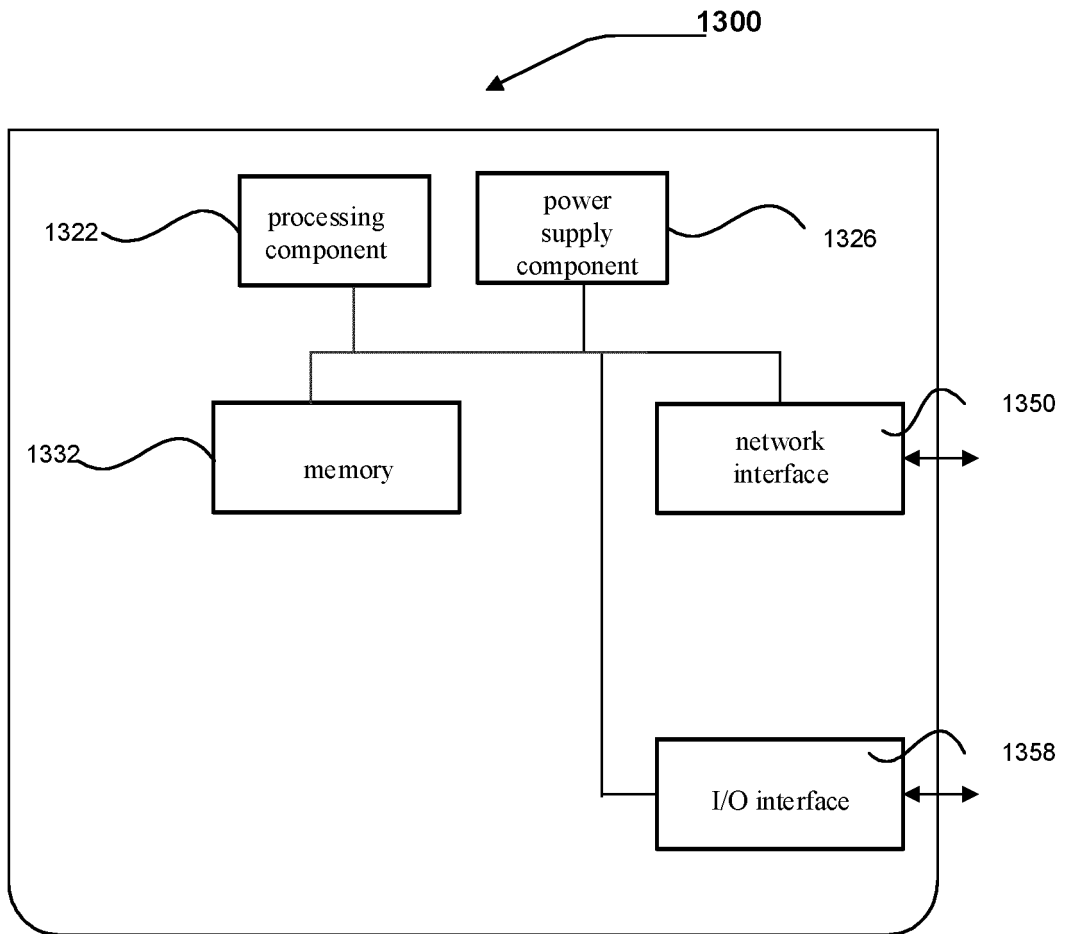 1300
processing
component
1322
power
supply
component
1326
memory
1332
network
interface
1350
I/O interface
1358